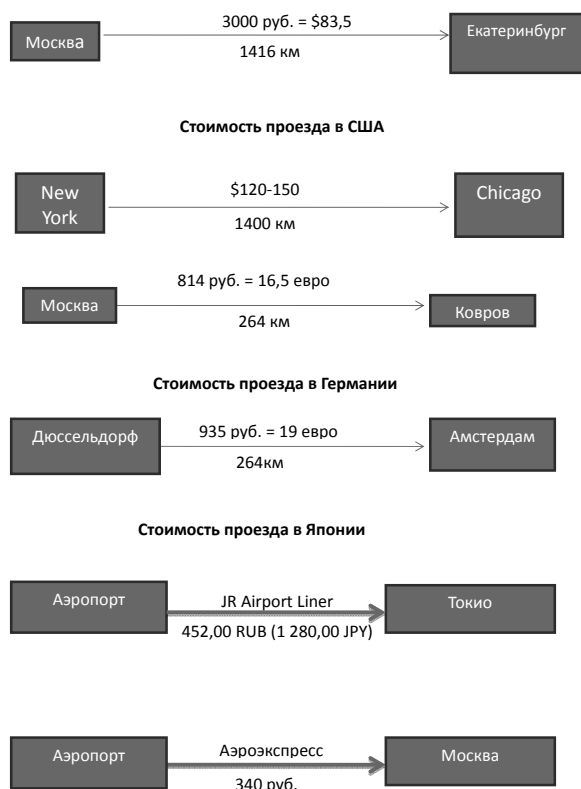 3000 руб. = $83,5
Москва
Екатеринбург
1416 км
Стоимость проезда в США
New York
$120-150
Chicago
1400 км
814 руб. = 16,5 евро
Москва
Ковров
264 км
Стоимость проезда в Германии
Дюссельдорф
935 руб. = 19 евро
Амстердам
264км
Стоимость проезда в Японии
Аэропорт
JR Airport Liner
Токио
452,00 RUB (1 280,00 JPY)
Аэропорт
Аэроэкспресс
Москва
340 руб.